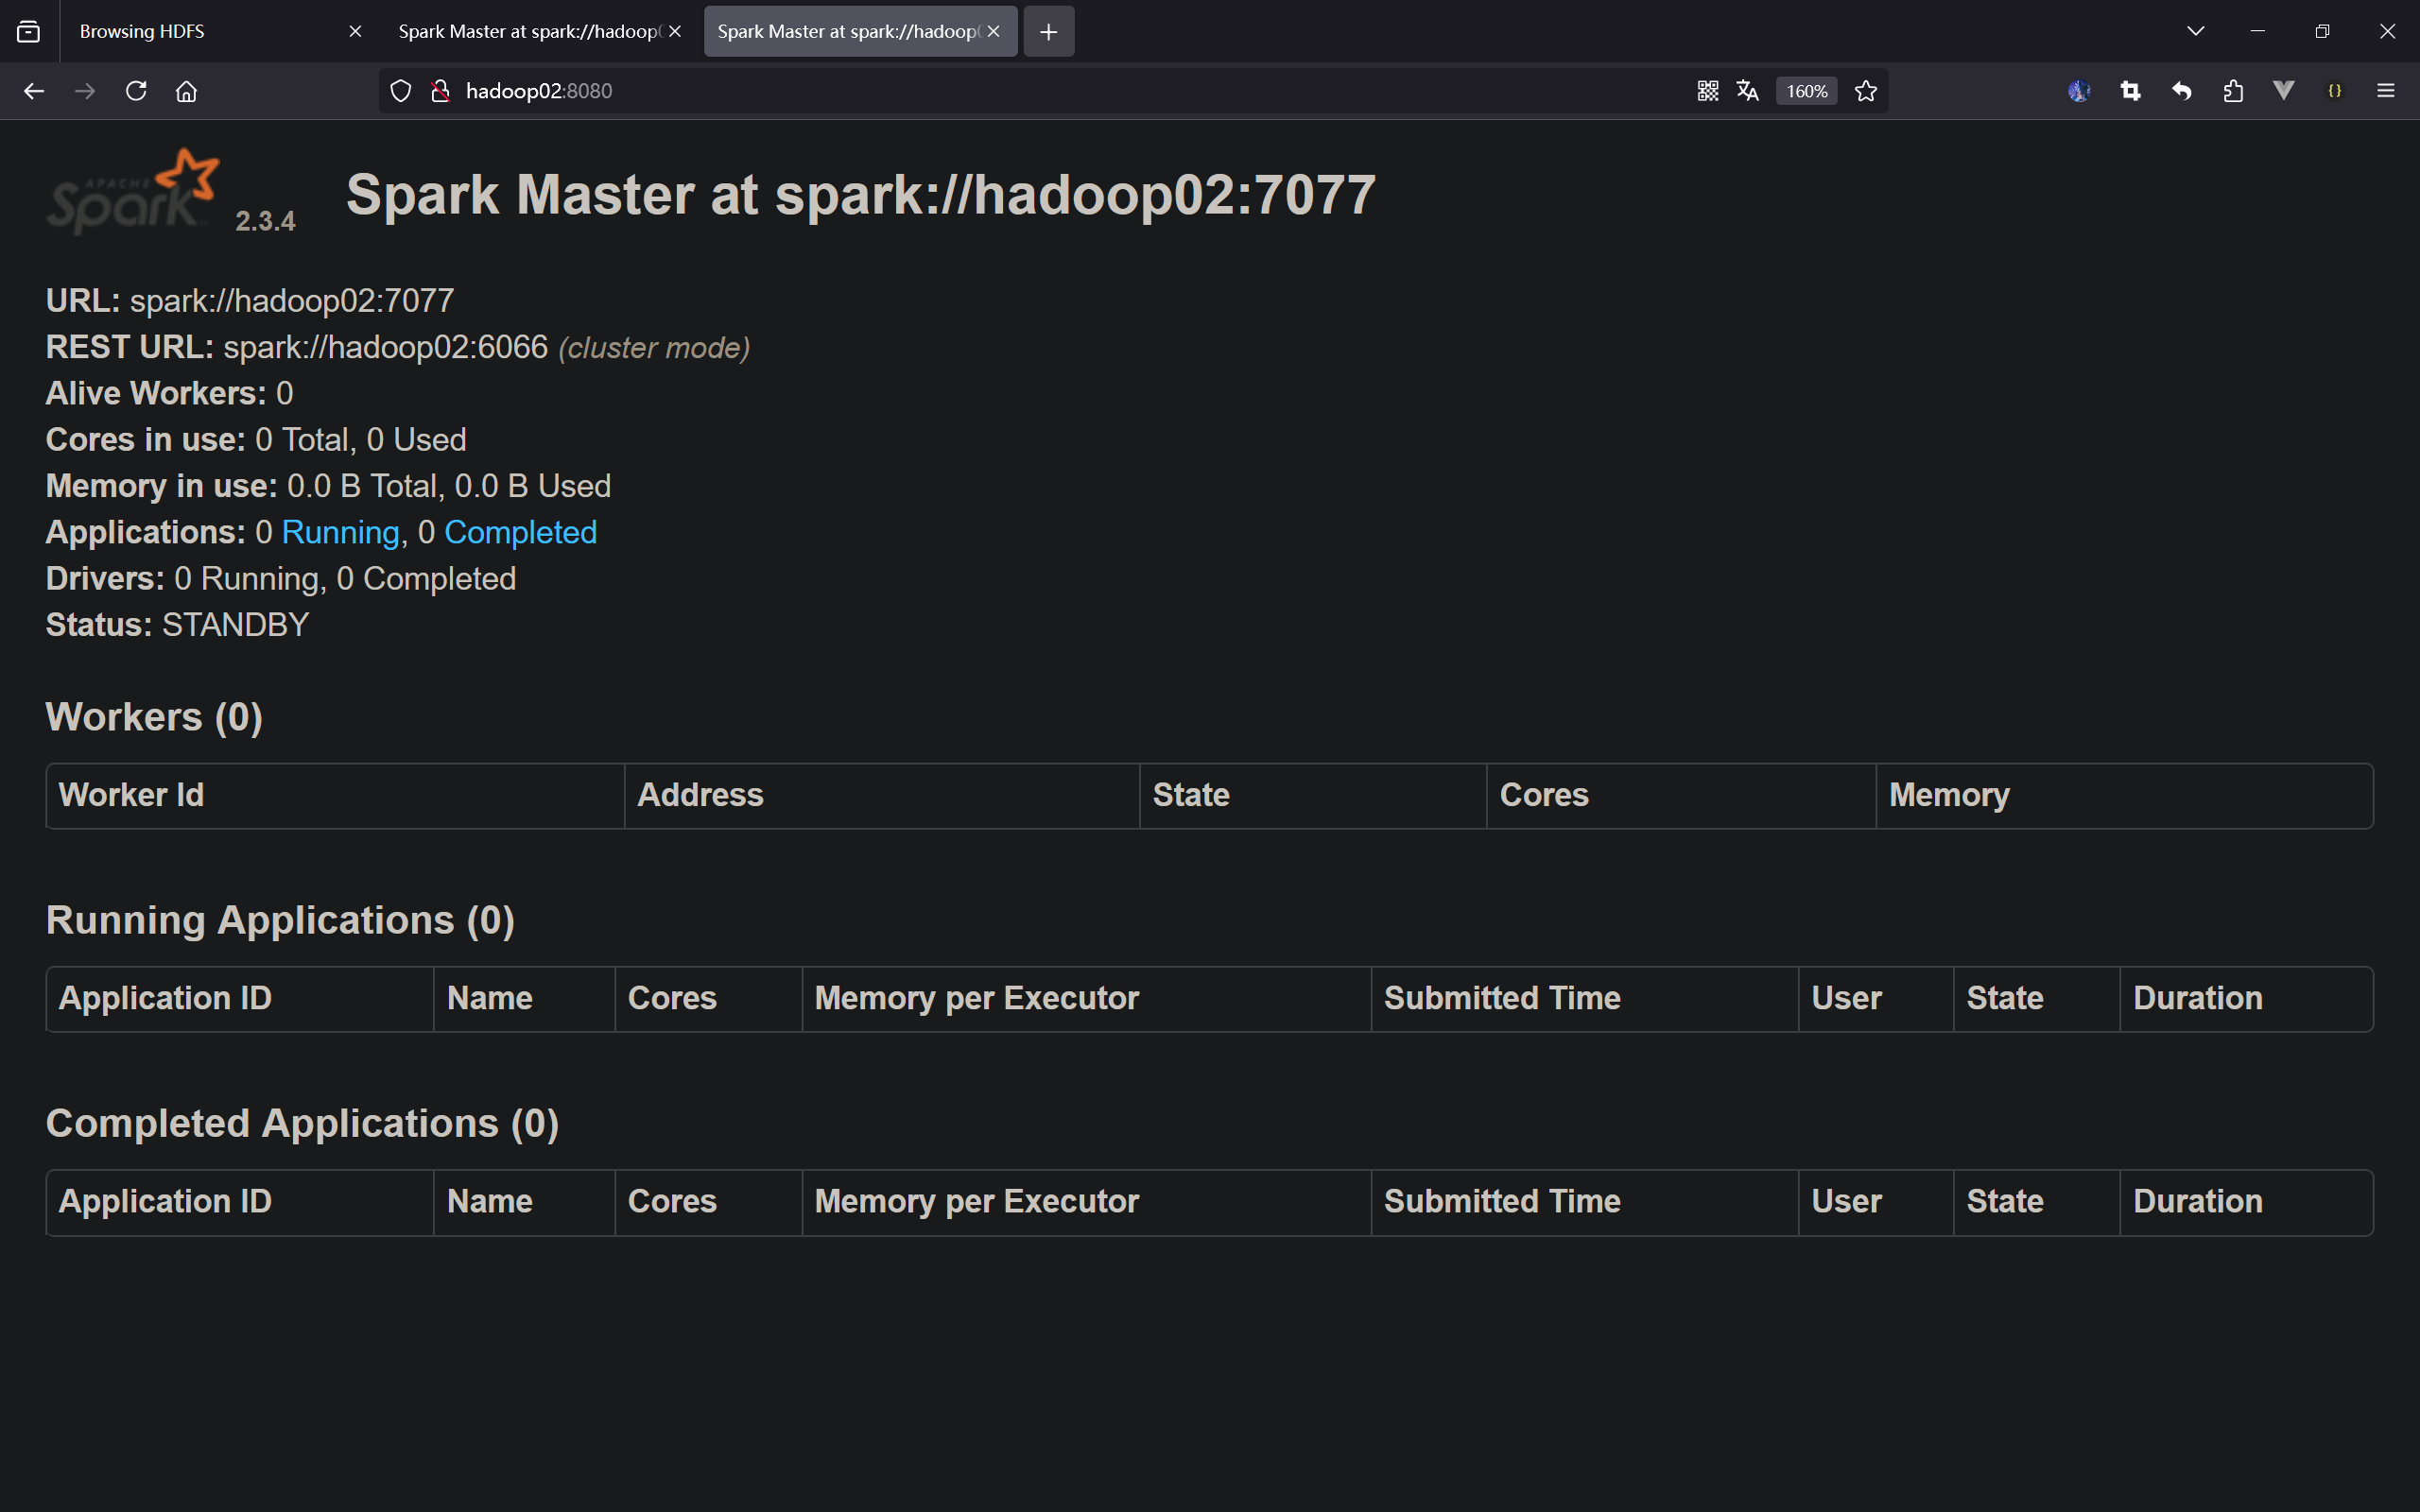 Browsing HDFS
Spark Master at spark://hadoop
Spark Master at spark://hadoop
hadoop02:8080
160%
APACHE
Spark 2.3.4
Spark Master at spark://hadoop02:7077
URL: spark://hadoop02:7077
REST URL: spark://hadoop02:6066 (cluster mode)
Alive Workers: 0
Cores in use: 0 Total, 0 Used
Memory in use: 0.0 B Total, 0.0 B Used
Applications: 0 Running, 0 Completed
Drivers: 0 Running, 0 Completed
Status: STANDBY
Workers (0)
Worker Id Address State Cores Memory
Running Applications (0)
Application ID Name Cores Memory per Executor Submitted Time User State Duration
Completed Applications (0)
Application ID Name Cores Memory per Executor Submitted Time User State Duration